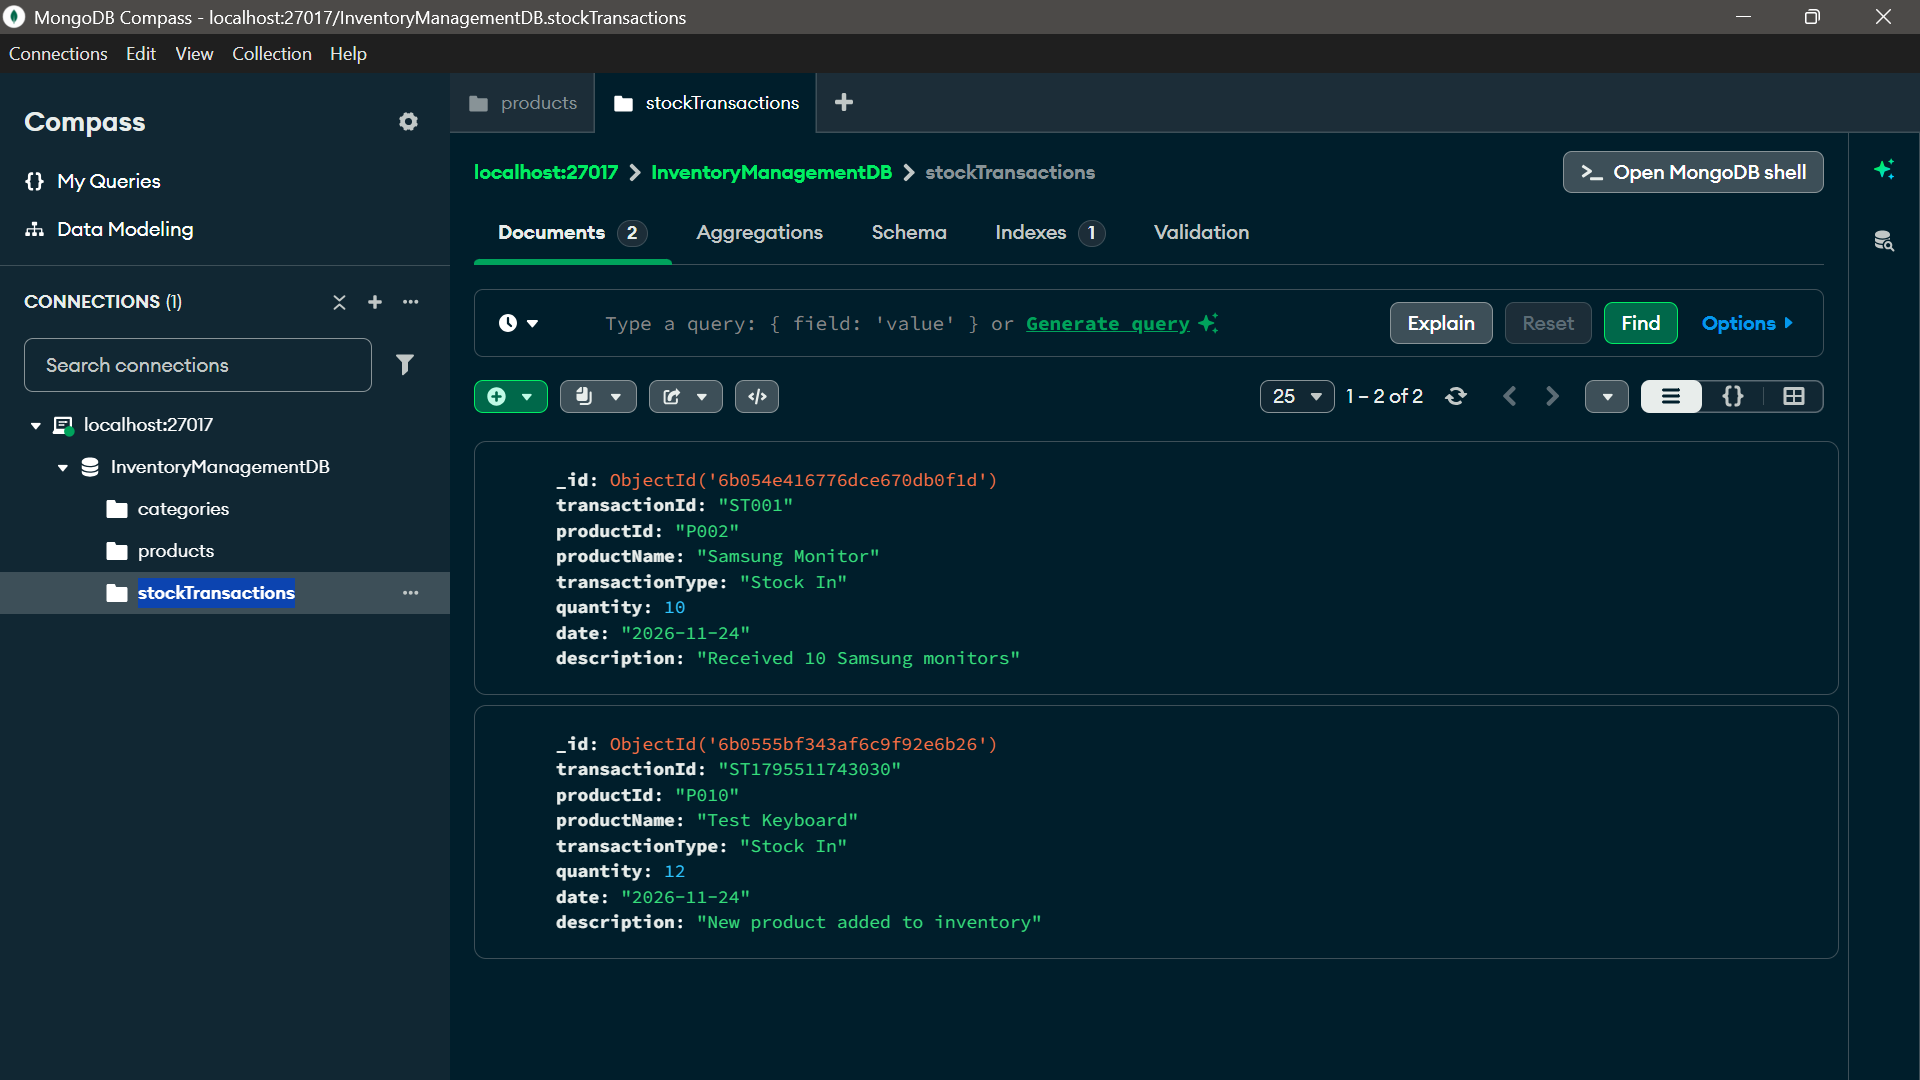 MongoDB Compass - localhost:27017/InventoryManagementDB.stockTransactions
Connections Edit View Collection Help
Compass
My Queries
Data Modeling
CONNECTIONS (1)
Search connections
localhost:27017
InventoryManagementDB
categories
products
stockTransactions
products
stockTransactions
localhost:27017 > InventoryManagementDB > stockTransactions
>_ Open MongoDB shell
Documents 2 Aggregations Schema Indexes 1 Validation
Type a query: { field: 'value' } or Generate query
Explain Reset Find Options
25 1 – 2 of 2
_id: ObjectId('6b054e416776dce670db0f1d')
transactionId: "ST001"
productId: "P002"
productName: "Samsung Monitor"
transactionType: "Stock In"
quantity: 10
date: "2026-11-24"
description: "Received 10 Samsung monitors"
_id: ObjectId('6b0555bf343af6c9f92e6b26')
transactionId: "ST1795511743030"
productId: "P010"
productName: "Test Keyboard"
transactionType: "Stock In"
quantity: 12
date: "2026-11-24"
description: "New product added to inventory"